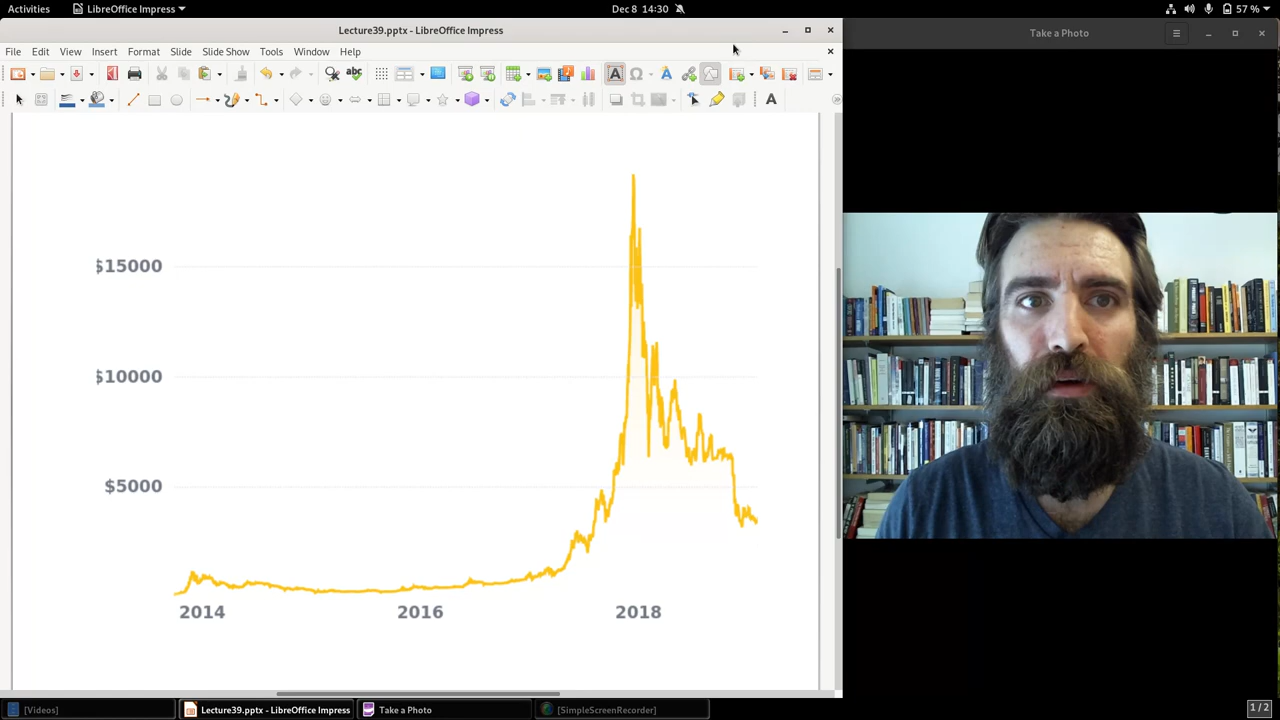 Activities LibreOffice Impress Dec 8 14:30 57 %
Lecture39.pptx - LibreOffice Impress
Take a Photo
File Edit View Insert Format Slide Slide Show Tools Window Help
$15000
$10000
$5000
2014 2016 2018
[Videos] Lecture39.pptx - LibreOffice Impress Take a Photo [SimpleScreenRecorder] 1 / 2